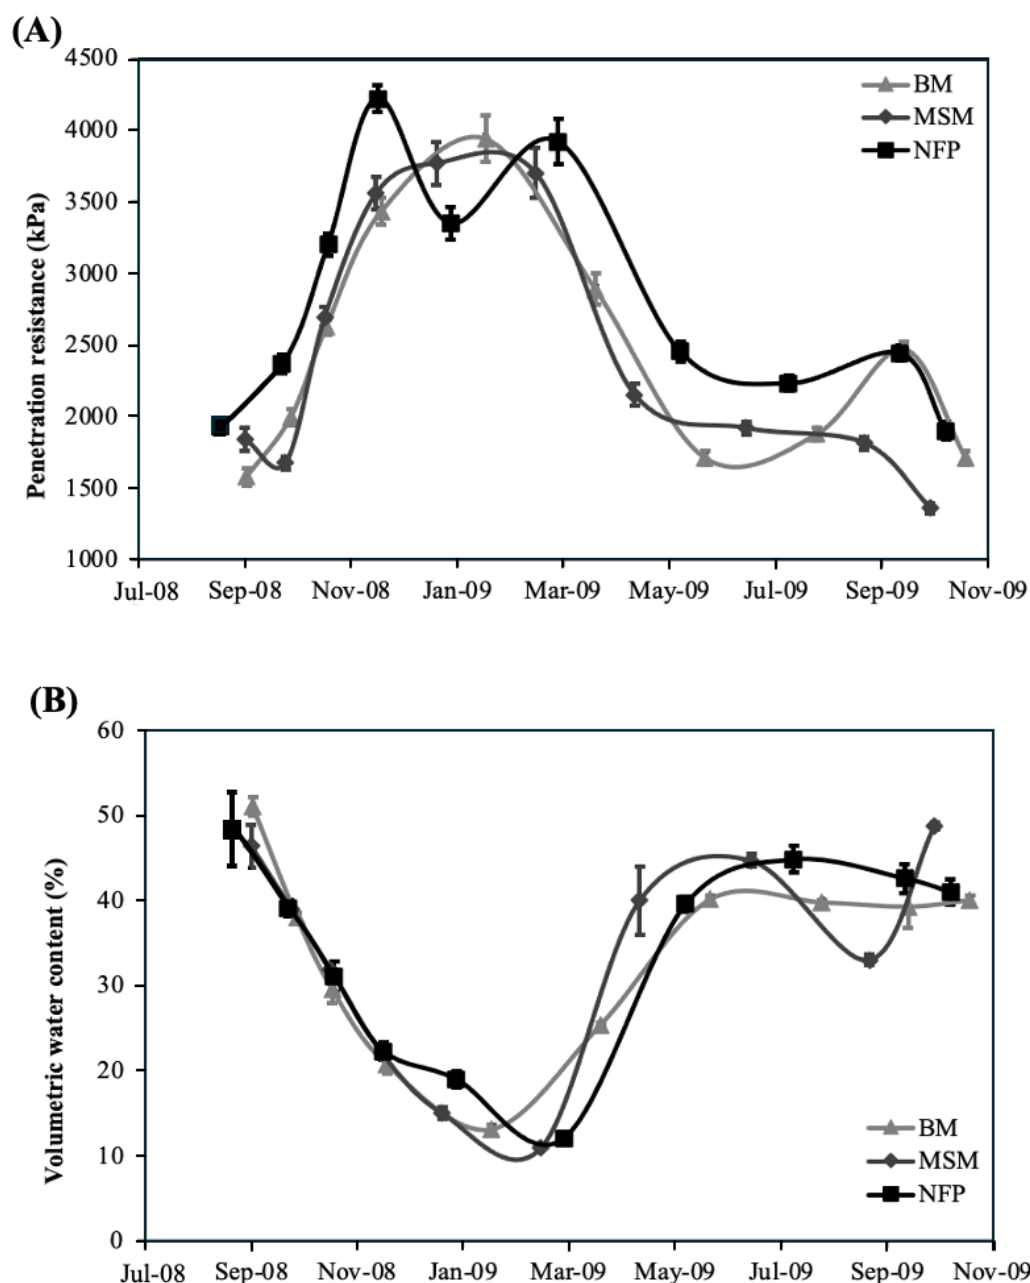 (A)
Penetration resistance (kPa)
4500
4000
3500
3000
2500
2000
1500
1000
BM
MSM
NFP
Jul-08 Sep-08 Nov-08 Jan-09 Mar-09 May-09 Jul-09 Sep-09 Nov-09
(B)
Volumetric water content (%)
60
50
40
30
20
10
0
BM
MSM
NFP
Jul-08 Sep-08 Nov-08 Jan-09 Mar-09 May-09 Jul-09 Sep-09 Nov-09